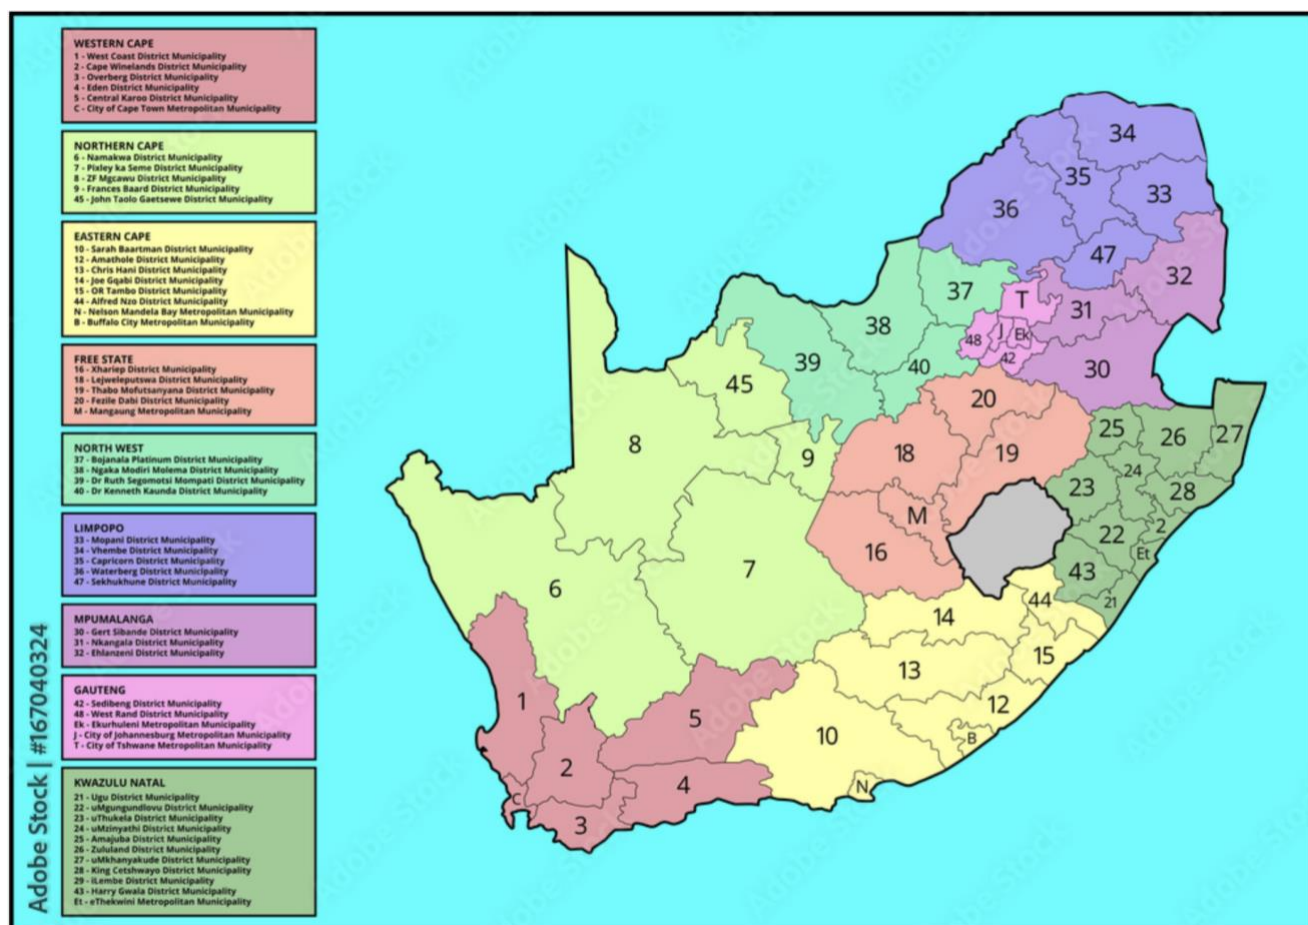 WESTERN CAPE
1 - West Coast District Municipality
2 - Cape Winelands District Municipality
3 - Overberg District Municipality
4 - Eden District Municipality
5 - Central Karoo District Municipality
C - City of Cape Town Metropolitan Municipality
NORTHERN CAPE
6 - Namakwa District Municipality
7 - Pixley ka Seme District Municipality
8 - ZF Mgcawu District Municipality
9 - Frances Baard District Municipality
45 - John Taolo Gaetsewe District Municipality
EASTERN CAPE
10 - Sarah Baartman District Municipality
12 - Amathole District Municipality
13 - Chris Hani District Municipality
14 - Joe Gqabi District Municipality
15 - OR Tambo District Municipality
44 - Alfred Nzo District Municipality
N - Nelson Mandela Bay Metropolitan Municipality
B - Buffalo City Metropolitan Municipality
FREE STATE
16 - Xhariep District Municipality
18 - Lejweleputswa District Municipality
19 - Thabo Mofutsanyana District Municipality
20 - Fezile Dabi District Municipality
M - Mangaung Metropolitan Municipality
NORTH WEST
37 - Bojanala Platinum District Municipality
38 - Ngaka Modiri Molema District Municipality
39 - Dr Ruth Segomotsi Mompati District Municipality
40 - Dr Kenneth Kaunda District Municipality
LIMPOPO
33 - Mopani District Municipality
34 - Vhembe District Municipality
35 - Capricorn District Municipality
36 - Waterberg District Municipality
47 - Sekhukhune District Municipality
MPUMALANGA
30 - Gert Sibande District Municipality
31 - Nkangala District Municipality
32 - Ehlanzeni District Municipality
GAUTENG
42 - Sedibeng District Municipality
48 - West Rand District Municipality
Ek - Ekurhuleni Metropolitan Municipality
J - City of Johannesburg Metropolitan Municipality
T - City of Tshwane Metropolitan Municipality
KWAZULU NATAL
21 - Ugu District Municipality
22 - uMgungundlovu District Municipality
23 - uThukela District Municipality
24 - uMzinyathi District Municipality
25 - Amajuba District Municipality
26 - Zululand District Municipality
27 - uMkhanyakude District Municipality
28 - King Cetshwayo District Municipality
29 - iLembe District Municipality
43 - Harry Gwala District Municipality
Et - eThekwini Metropolitan Municipality
34
35
33
36
47
32
37
T
31
38
J
Ek
48
42
39
40
30
45
20
25
26
27
8
9
18
19
24
23
28
M
22
2
Et
16
7
43
6
44
21
14
15
13
1
12
5
10
B
2
4
N
C
3
Adobe Stock | #167040324
Adobe Stock